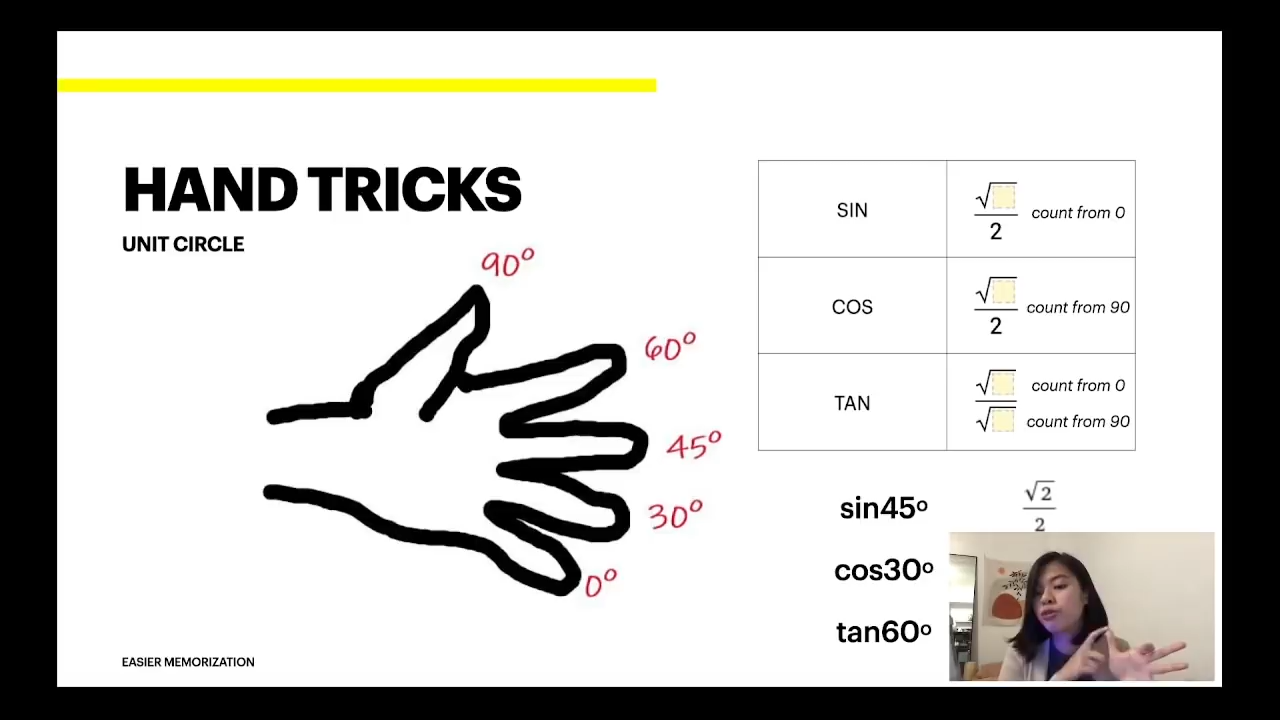 HAND TRICKS
UNIT CIRCLE
90°
60°
45°
30°
0°
SIN
√ / 2 count from 0
COS
√ / 2 count from 90
TAN
√ count from 0
√ count from 90
sin45° √2 / 2
cos30°
tan60°
EASIER MEMORIZATION